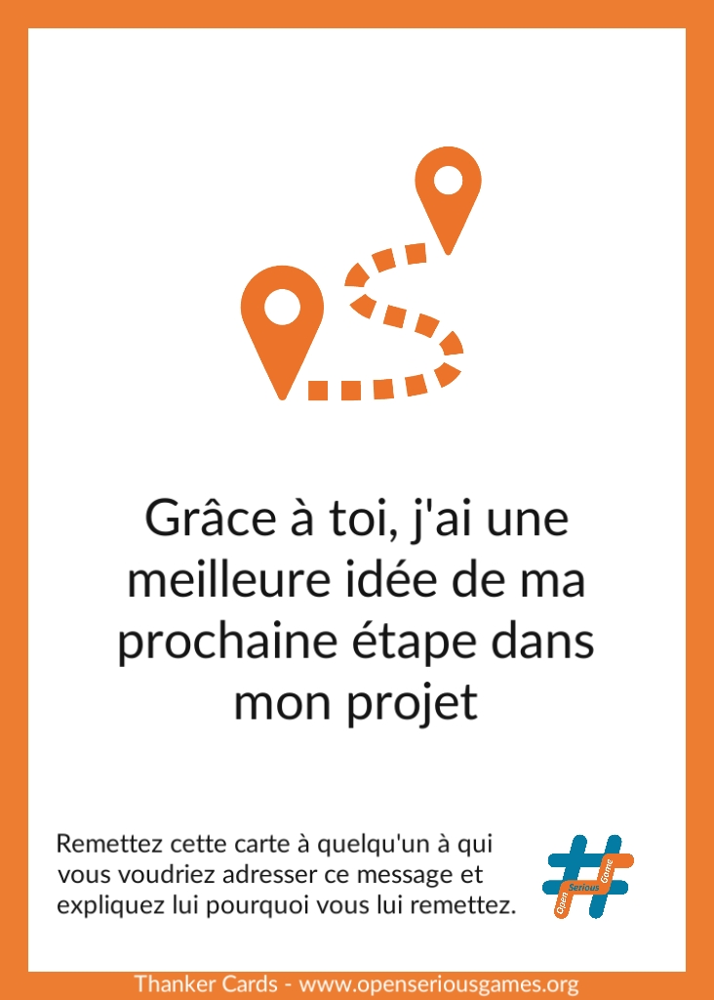 Grâce à toi, j'ai une
meilleure idée de ma
prochaine étape dans
mon projet
Remettez cette carte à quelqu'un à qui
vous voudriez adresser ce message et
expliquez lui pourquoi vous lui remettez.
Open Serious Game
Thanker Cards - www.openseriousgames.org